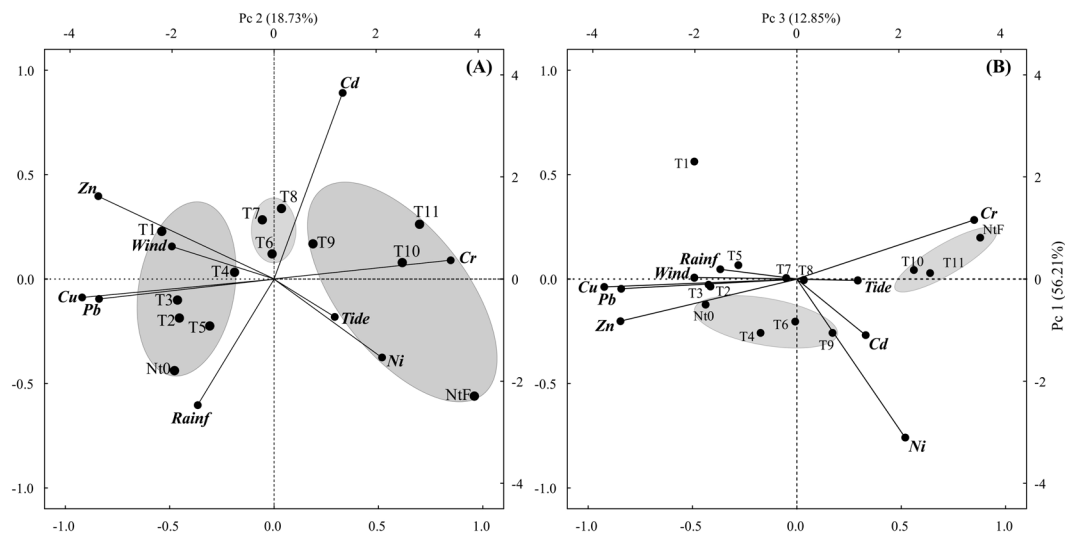 Pc 2 (18.73%)
-4 -2 0 2 4
(A)
1.0
0.5
0.0
-0.5
-1.0
4
2
0
-2
-4
Cd
Zn
T1
Wind
T4
T7
T8
T6
T9
T11
T10
Cr
Cu
Pb
T3
T2
T5
Nt0
Rainf
Tide
Ni
NtF
-1.0 -0.5 0.0 0.5 1.0
Pc 3 (12.85%)
-4 -2 0 2 4
(B)
1.0
0.5
0.0
-0.5
-1.0
4
2
0
-2
-4
Pc 1 (56.21%)
T1
Cr
NtF
Rainf
T5
T7
T8
T10
T11
Wind
Cu
Pb
T3
T2
Tide
Nt0
Zn
T4
T6
T9
Cd
Ni
-1.0 -0.5 0.0 0.5 1.0